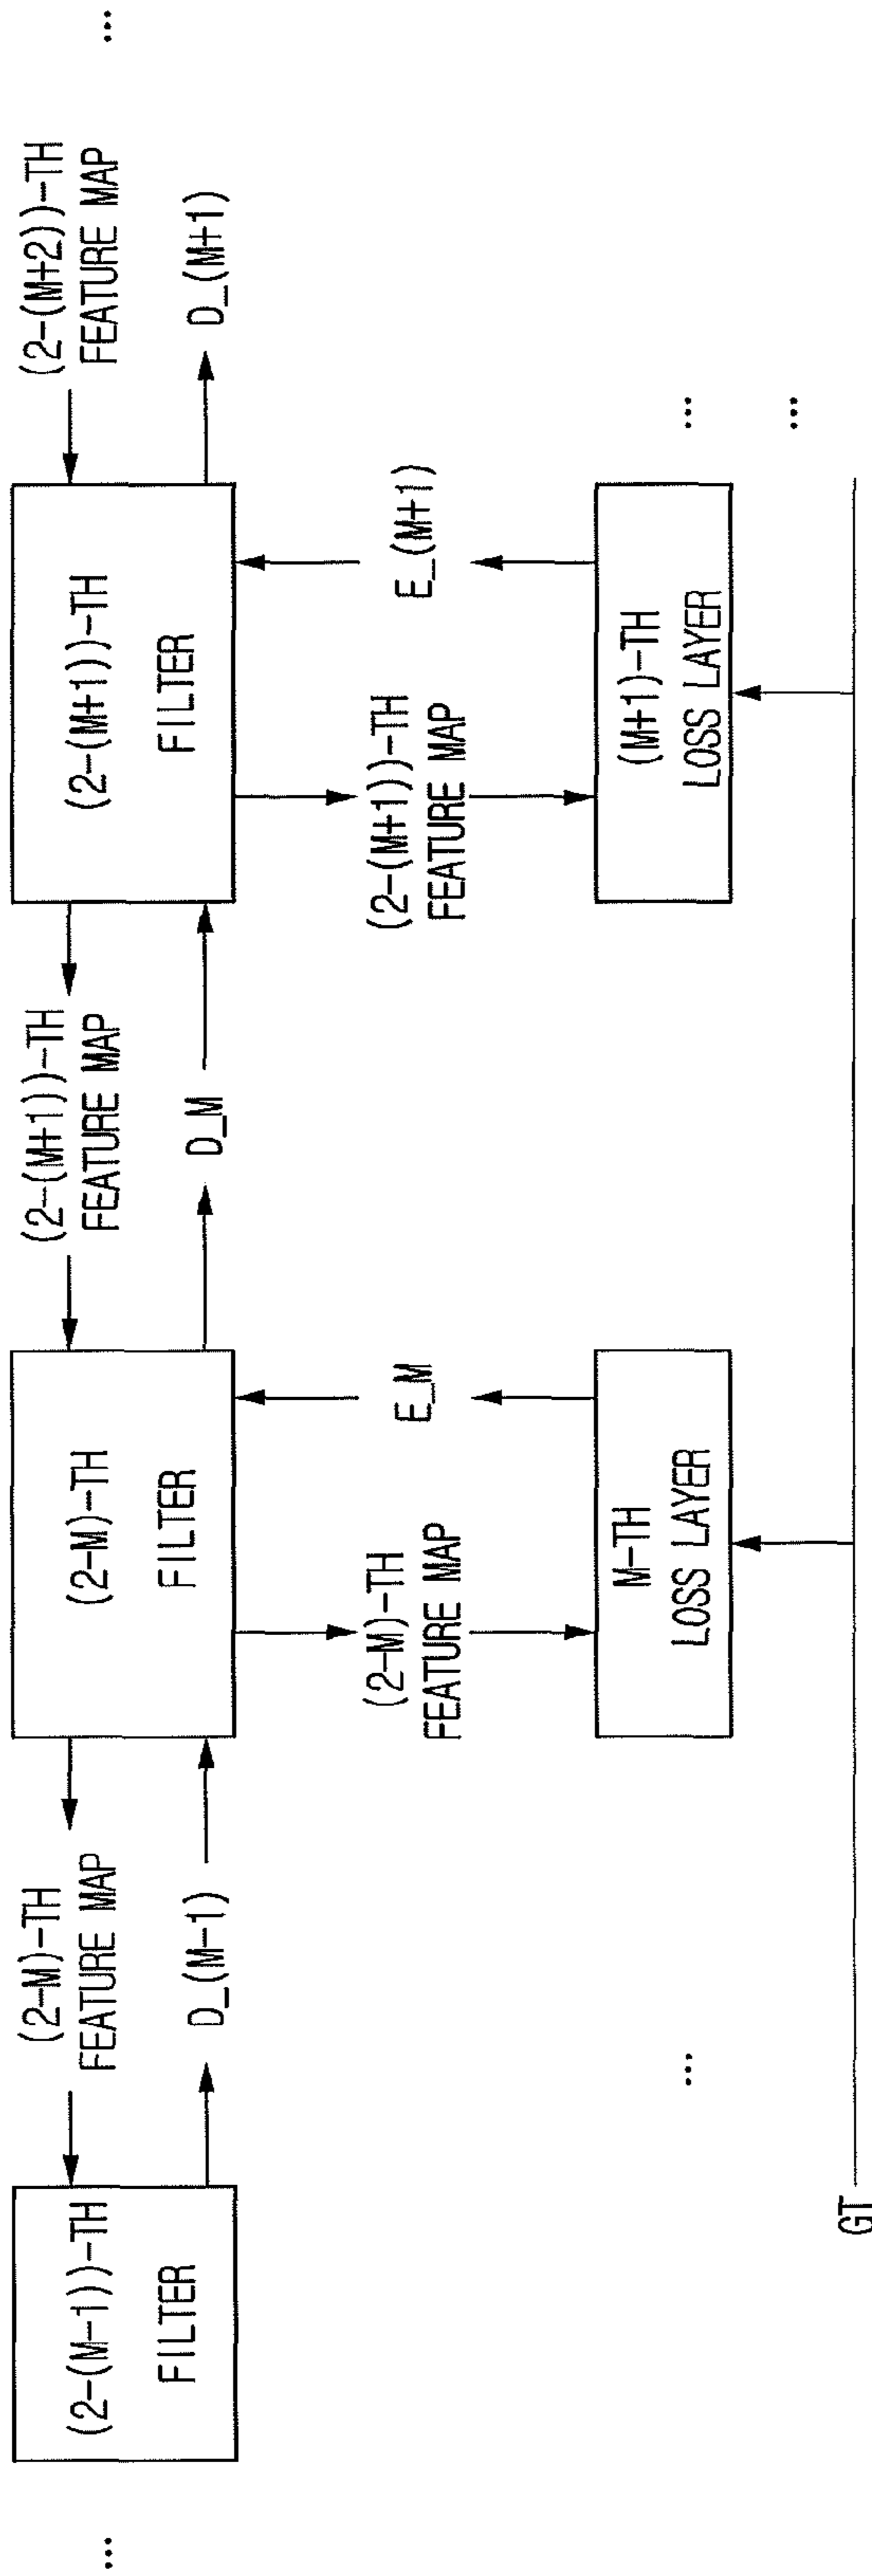 ...
(2-(M-1))-TH
FILTER
(2-M)-TH
FEATURE MAP
D_(M-1)
(2-M)-TH
FILTER
(2-(M+1))-TH
FEATURE MAP
D_M
(2-(M+1))-TH
FILTER
(2-(M+2))-TH
FEATURE MAP
D_(M+1)
...
(2-M)-TH
FEATURE MAP
E_M
(2-(M+1))-TH
FEATURE MAP
E_(M+1)
...
M-TH
LOSS LAYER
(M+1)-TH
LOSS LAYER
...
...
GT